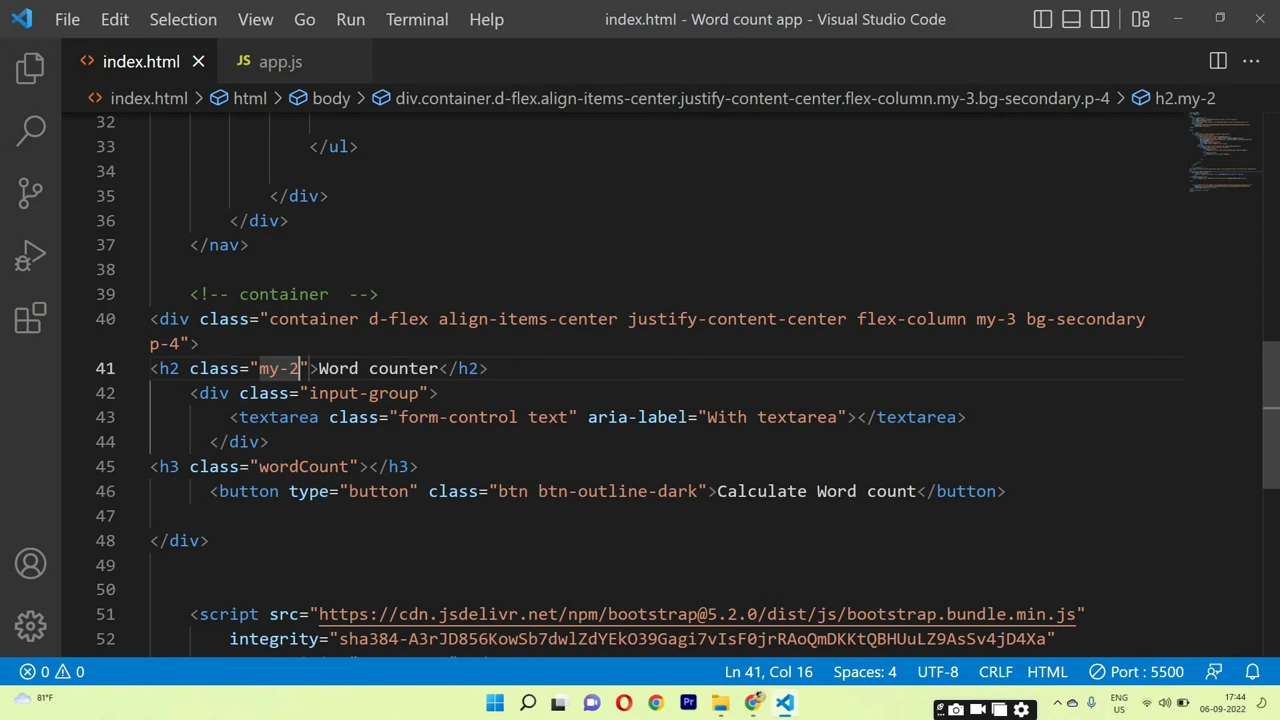 File Edit Selection View Go Run Terminal Help index.html - Word count app - Visual Studio Code
index.html JS app.js
index.html > html > body > div.container.d-flex.align-items-center.justify-content-center.flex-column.my-3.bg-secondary.p-4 > h2.my-2
32
33 </ul>
34
35 </div>
36 </div>
37 </nav>
38
39 <!-- container -->
40 <div class="container d-flex align-items-center justify-content-center flex-column my-3 bg-secondary
p-4">
41 <h2 class="my-2">Word counter</h2>
42 <div class="input-group">
43 <textarea class="form-control text" aria-label="With textarea"></textarea>
44 </div>
45 <h3 class="wordCount"></h3>
46 <button type="button" class="btn btn-outline-dark">Calculate Word count</button>
47
48 </div>
49
50
51 <script src="https://cdn.jsdelivr.net/npm/bootstrap@5.2.0/dist/js/bootstrap.bundle.min.js"
52 integrity="sha384-A3rJD856KowSb7dwlZdYEkO39Gagi7vIsF0jrRAoQmDKKtQBHUuLZ9AsSv4jD4Xa"
0 0 Ln 41, Col 16 Spaces: 4 UTF-8 CRLF HTML Port : 5500
81°F Pr ENG US 17:44 06-09-2022